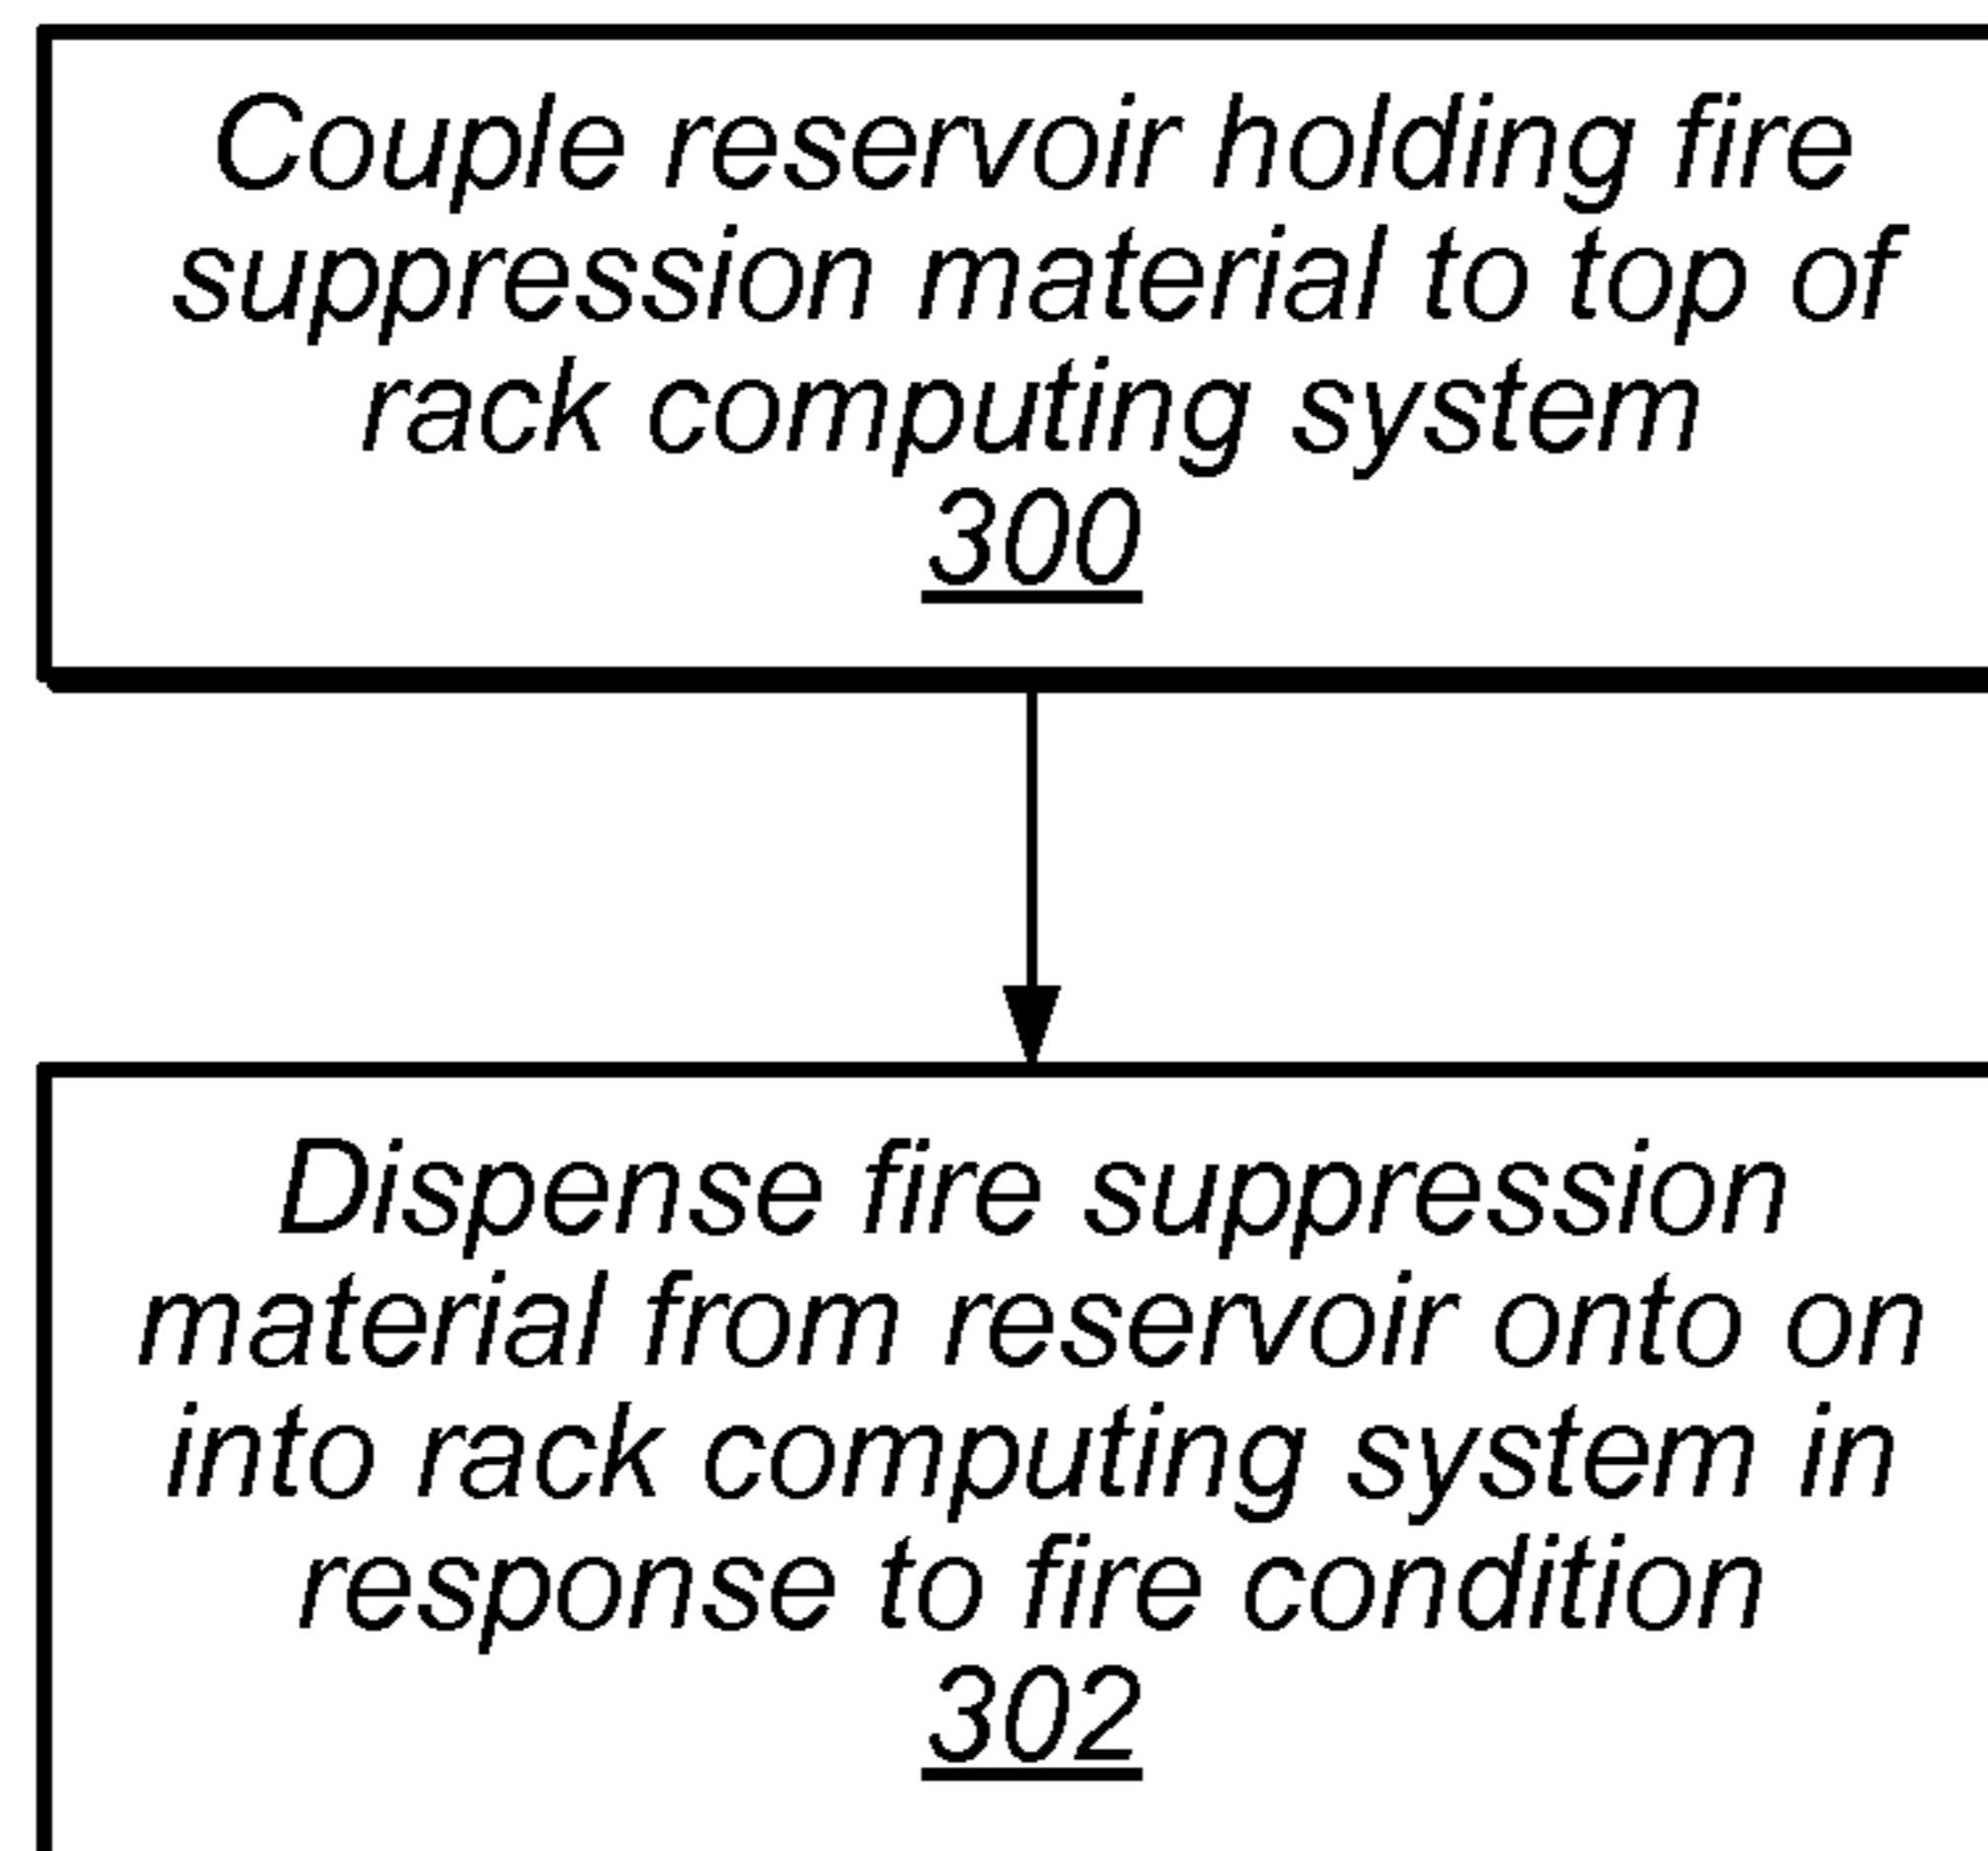 Couple reservoir holding fire
suppression material to top of
rack computing system
300
Dispense fire suppression
material from reservoir onto on
into rack computing system in
response to fire condition
302